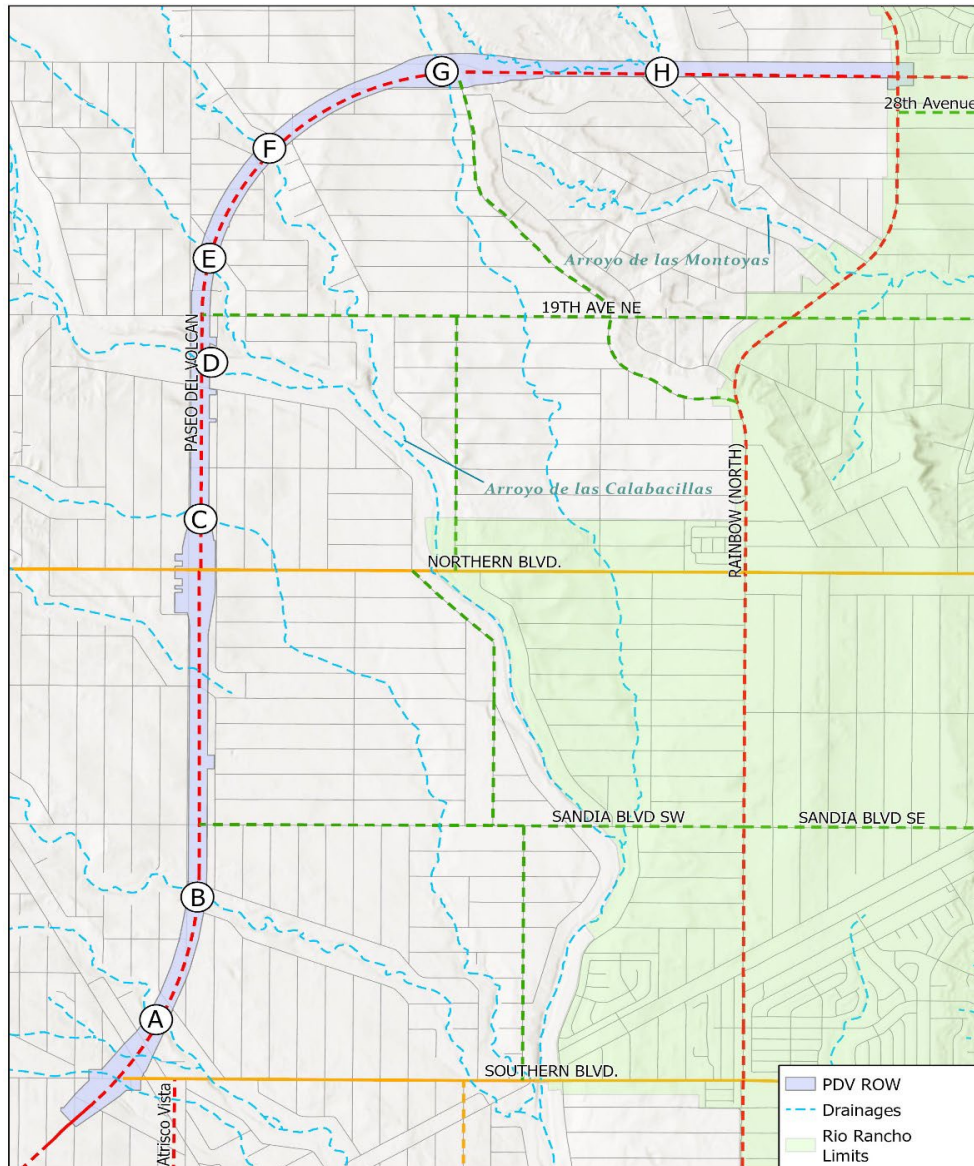 G
H
28th Avenue
F
Arroyo de las Montoyas
E
19TH AVE NE
PASEO DEL VOLCAN
D
RAINBOW (NORTH)
Arroyo de las Calabacillas
C
NORTHERN BLVD.
SANDIA BLVD SW
SANDIA BLVD SE
B
A
SOUTHERN BLVD.
Atrisco Vista
PDV ROW
Drainages
Rio Rancho
Limits